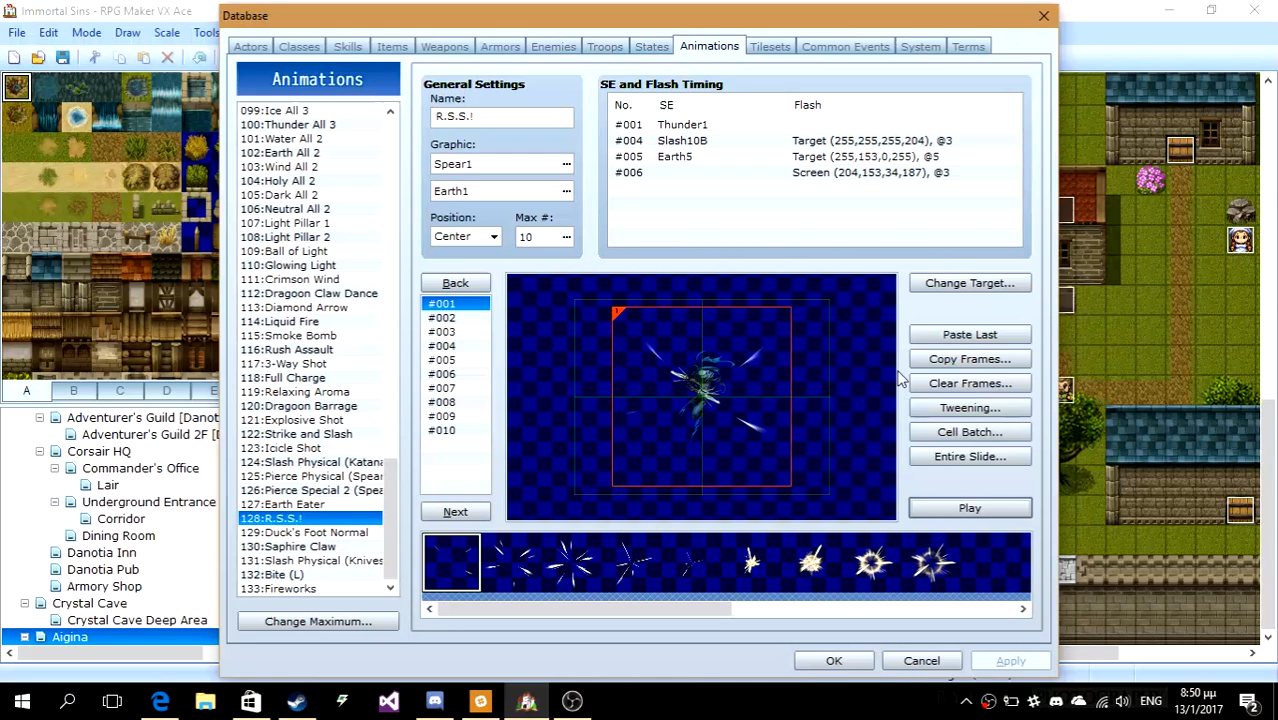 Immortal Sins - RPG Maker VX Ace
File Edit Mode Draw Scale Tools
Database
Actors Classes Skills Items Weapons Armors Enemies Troops States Animations Tilesets Common Events System Terms
Animations
099:Ice All 3
100:Thunder All 3
101:Water All 2
102:Earth All 2
103:Wind All 2
104:Holy All 2
105:Dark All 2
106:Neutral All 2
107:Light Pillar 1
108:Light Pillar 2
109:Ball of Light
110:Glowing Light
111:Crimson Wind
112:Dragoon Claw Dance
113:Diamond Arrow
114:Liquid Fire
115:Smoke Bomb
116:Rush Assault
117:3-Way Shot
118:Full Charge
119:Relaxing Aroma
120:Dragoon Barrage
121:Explosive Shot
122:Strike and Slash
123:Icicle Shot
124:Slash Physical (Katana
125:Pierce Physical (Spear
126:Pierce Special 2 (Spea
127:Earth Eater
128:R.S.S.!
129:Duck's Foot Normal
130:Saphire Claw
131:Slash Physical (Knives
132:Bite (L)
133:Fireworks
Change Maximum...
General Settings
Name:
R.S.S.!
Graphic:
Spear1 ...
Earth1 ...
Position: Max #:
Center 10 ...
SE and Flash Timing
No. SE Flash
#001 Thunder1
#004 Slash10B Target (255,255,255,204), @3
#005 Earth5 Target (255,153,0,255), @5
#006 Screen (204,153,34,187), @3
Back
#001
#002
#003
#004
#005
#006
#007
#008
#009
#010
Next
1
Change Target...
Paste Last
Copy Frames...
Clear Frames...
Tweening...
Cell Batch...
Entire Slide...
Play
OK Cancel Apply
A B C D E
Adventurer's Guild [Danot
Adventurer's Guild 2F [D
Corsair HQ
Commander's Office
Lair
Underground Entrance
Corridor
Dining Room
Danotia Inn
Danotia Pub
Armory Shop
Crystal Cave
Crystal Cave Deep Area
Aigina
ENG
8:50 μμ
13/1/2017
2